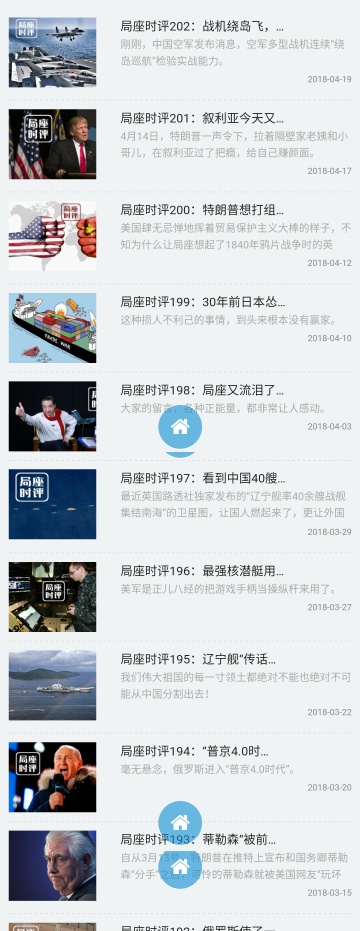 局座时评
局座时评202：战机绕岛飞，…
刚刚，中国空军发布消息，空军多型战机连续“绕
岛巡航”检验实战能力。
2018-04-19
局座时评
局座时评201：叙利亚今天又…
4月14日，特朗普一声令下，拉着隔壁家老姨和小
哥儿，在叙利亚过了把瘾，给自己赚颜面。
2018-04-17
局座时评
局座时评200：特朗普想打组…
美国肆无忌惮地挥着贸易保护主义大棒的样子，不
知为什么让局座想起了1840年鸦片战争时的英
2018-04-12
TRADE WAR
局座时评199：30年前日本怂…
这种损人不利己的事情，到头来根本没有赢家。
2018-04-10
局座时评198：局座又流泪了…
大家的留言，各种正能量，都非常让人感动。
2018-04-03
局座
时评
局座时评197：看到中国40艘…
最近英国路透社独家发布的“辽宁舰率40余艘战舰
集结南海”的卫星图，让国人燃起来了，更让外国
2018-03-29
局座时评
局座时评196：最强核潜艇用…
美军是正儿八经的把游戏手柄当操纵杆来用了。
2018-03-27
局座时评195：辽宁舰“传话…
我们伟大祖国的每一寸领土都绝对不能也绝对不可
能从中国分割出去！
2018-03-22
局座时评
局座时评194：“普京4.0时…
毫无悬念，俄罗斯进入“普京4.0时代”。
2018-03-20
局座时评193：蒂勒森“被前…
自从3月13号，特朗普在推特上宣布和国务卿蒂勒
森“分手”之后，可怜的蒂勒森就被美国网友“玩坏
2018-03-15
局座时评192：俄罗斯使了一…